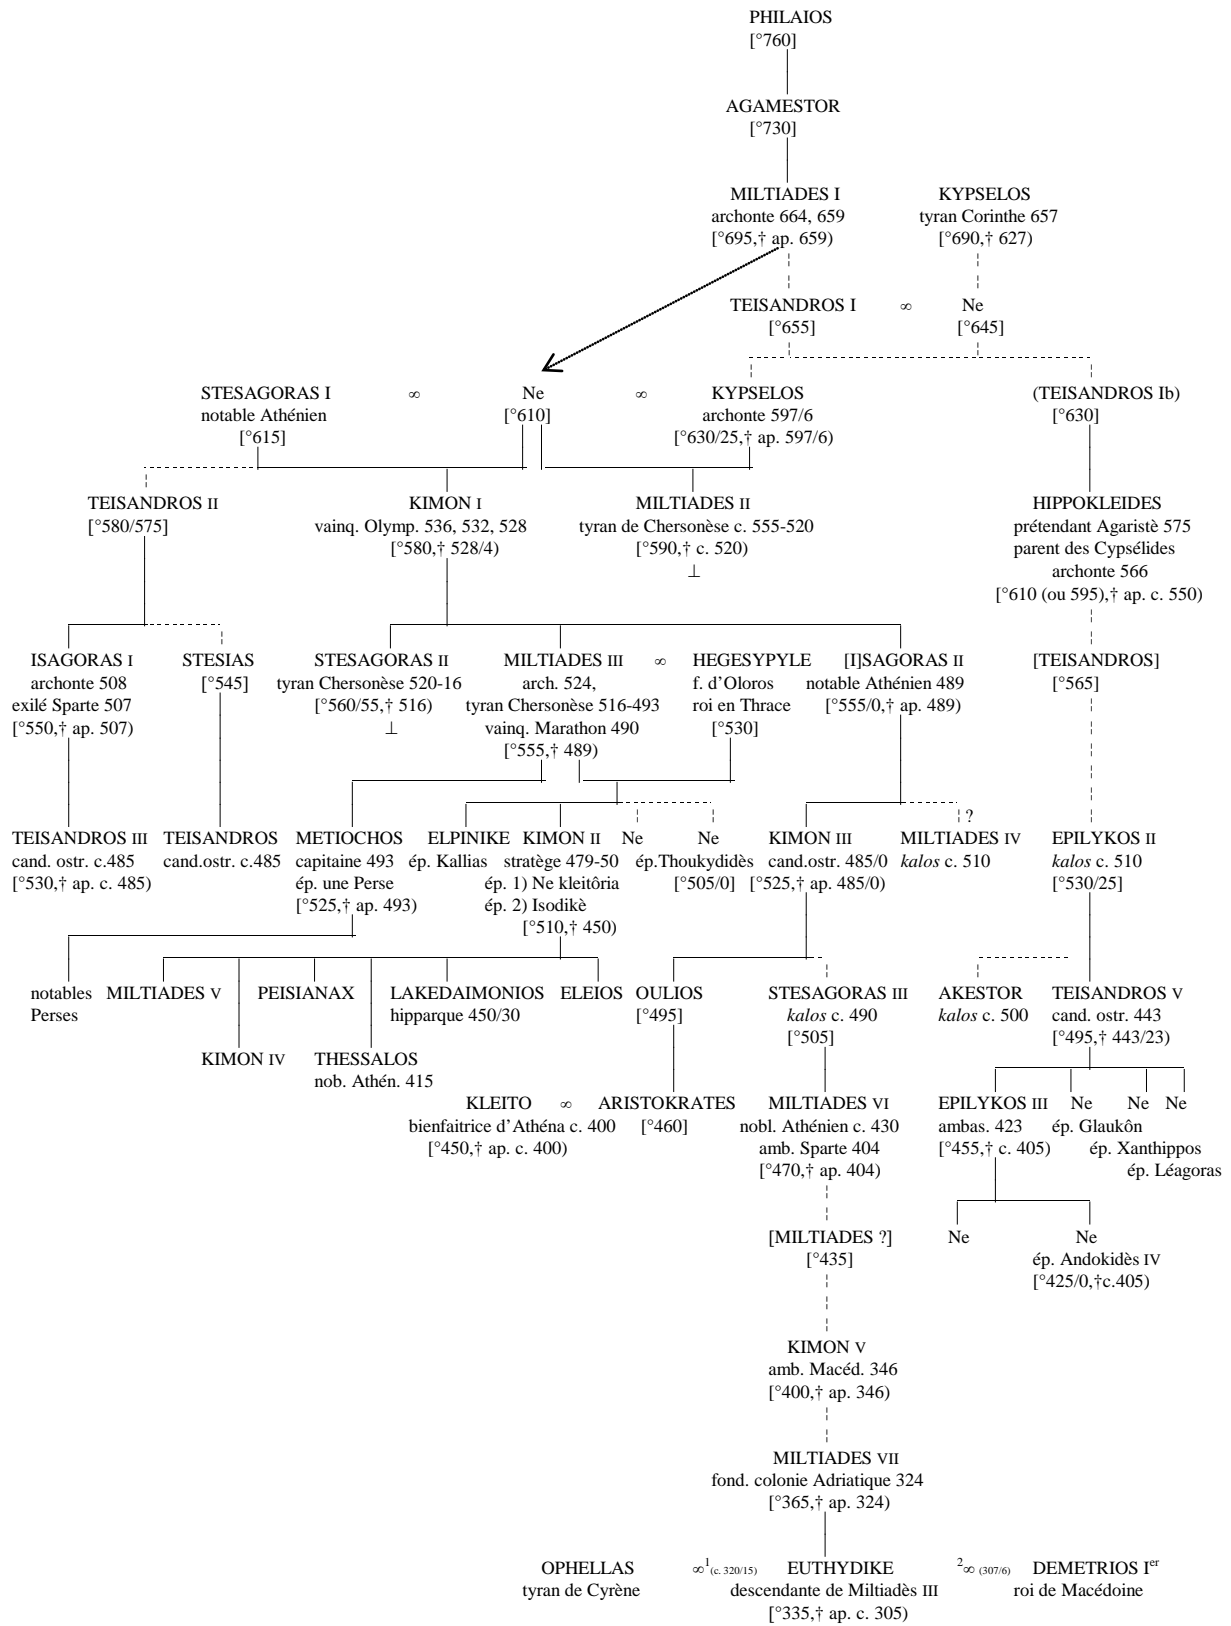 PHILAIOS
[°760]
AGAMESTOR
[°730]
MILTIADES I KYPSELOS
archonte 664, 659 tyran Corinthe 657
[°695,† ap. 659) [°690,† 627)
TEISANDROS I ∞ Ne
[°655] [°645]
STESAGORAS I ∞ Ne ∞ KYPSELOS (TEISANDROS Ib)
notable Athénien [°610] archonte 597/6 [°630]
[°615] [°630/25,† ap. 597/6)
TEISANDROS II KIMON I MILTIADES II HIPPOKLEIDES
[°580/575] vainq. Olymp. 536, 532, 528 tyran de Chersonèse c. 555-520 prétendant Agaristè 575
[°580,† 528/4) [°590,† c. 520) parent des Cypsélides
⊥ archonte 566
[°610 (ou 595),† ap. c. 550)
ISAGORAS I STESIAS STESAGORAS II MILTIADES III ∞ HEGESYPYLE [I]SAGORAS II [TEISANDROS]
archonte 508 [°545] tyran Chersonèse 520-16 arch. 524, f. d'Oloros notable Athénien 489 [°565]
exilé Sparte 507 [°560/55,† 516) tyran Chersonèse 516-493 roi en Thrace [°555/0,† ap. 489)
[°550,† ap. 507) ⊥ vainq. Marathon 490 [°530]
[°555,† 489)
?
TEISANDROS III TEISANDROS METIOCHOS ELPINIKE KIMON II Ne Ne KIMON III MILTIADES IV EPILYKOS II
cand. ostr. c.485 cand.ostr. c.485 capitaine 493 ép. Kallias stratège 479-50 ép.Thoukydidès cand.ostr. 485/0 kalos c. 510 kalos c. 510
[°530,† ap. c. 485) ép. une Perse ép. 1) Ne kleitôria [°505/0] [°525,† ap. 485/0) [°530/25]
[°525,† ap. 493) ép. 2) Isodikè
[°510,† 450)
notables MILTIADES V PEISIANAX LAKEDAIMONIOS ELEIOS OULIOS STESAGORAS III AKESTOR TEISANDROS V
Perses hipparque 450/30 [°495] kalos c. 490 kalos c. 500 cand. ostr. 443
[°505] [°495,† 443/23)
KIMON IV THESSALOS
nob. Athén. 415
KLEITO ∞ ARISTOKRATES MILTIADES VI EPILYKOS III Ne Ne Ne
bienfaitrice d'Athéna c. 400 [°460] nobl. Athénien c. 430 ambas. 423 ép. Glaukôn
[°450,† ap. c. 400) amb. Sparte 404 [°455,† c. 405) ép. Xanthippos
[°470,† ap. 404) ép. Léagoras
[MILTIADES ?] Ne Ne
[°435] ép. Andokidès IV
[°425/0,†c.405)
KIMON V
amb. Macéd. 346
[°400,† ap. 346)
MILTIADES VII
fond. colonie Adriatique 324
[°365,† ap. 324)
OPHELLAS ∞1(c. 320/15) EUTHYDIKE 2∞ (307/6) DEMETRIOS Ier
tyran de Cyrène descendante de Miltiadès III roi de Macédoine
[°335,† ap. c. 305)